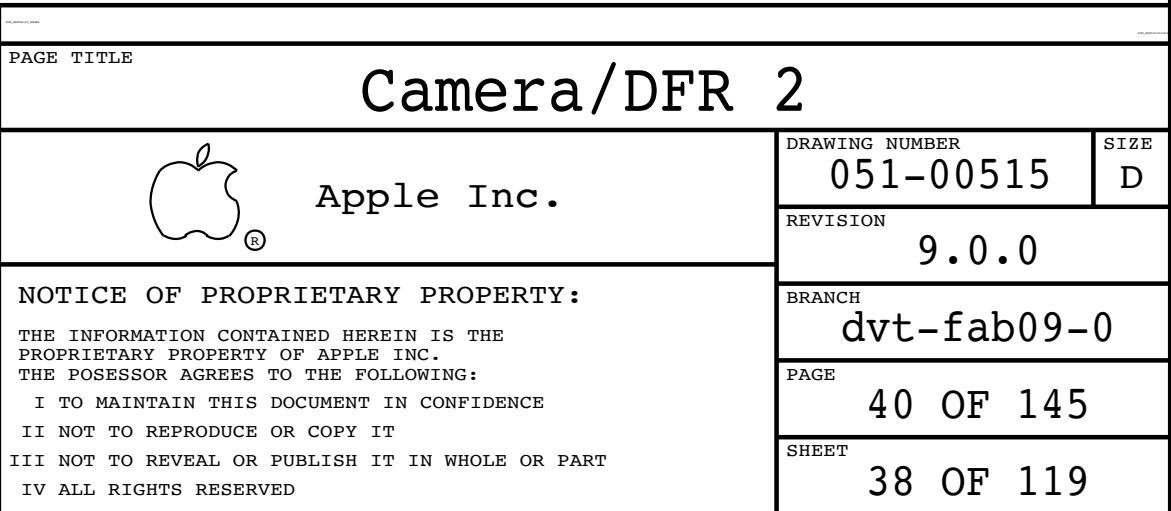 PAGE TITLE
Camera/DFR 2
Apple Inc.
®
DRAWING NUMBER
051-00515
SIZE
D
REVISION
9.0.0
NOTICE OF PROPRIETARY PROPERTY:
THE INFORMATION CONTAINED HEREIN IS THE
PROPRIETARY PROPERTY OF APPLE INC.
THE POSESSOR AGREES TO THE FOLLOWING:
I TO MAINTAIN THIS DOCUMENT IN CONFIDENCE
II NOT TO REPRODUCE OR COPY IT
III NOT TO REVEAL OR PUBLISH IT IN WHOLE OR PART
IV ALL RIGHTS RESERVED
BRANCH
dvt-fab09-0
PAGE
40 OF 145
SHEET
38 OF 119